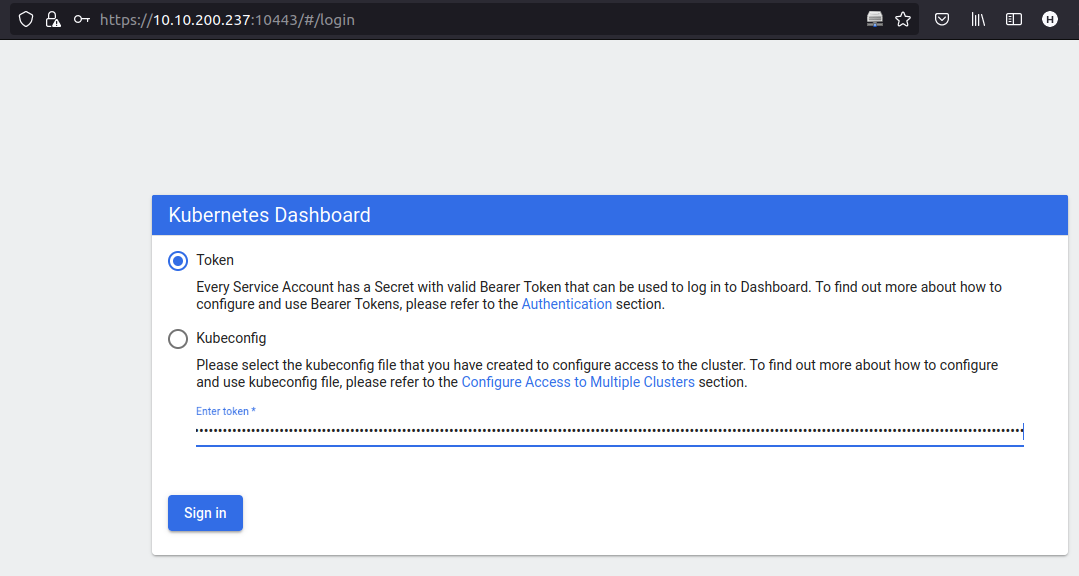 https://10.10.200.237:10443/#/login
H
Kubernetes Dashboard
Token
Every Service Account has a Secret with valid Bearer Token that can be used to log in to Dashboard. To find out more about how to
configure and use Bearer Tokens, please refer to the Authentication section.
Kubeconfig
Please select the kubeconfig file that you have created to configure access to the cluster. To find out more about how to configure
and use kubeconfig file, please refer to the Configure Access to Multiple Clusters section.
Enter token *
Sign in